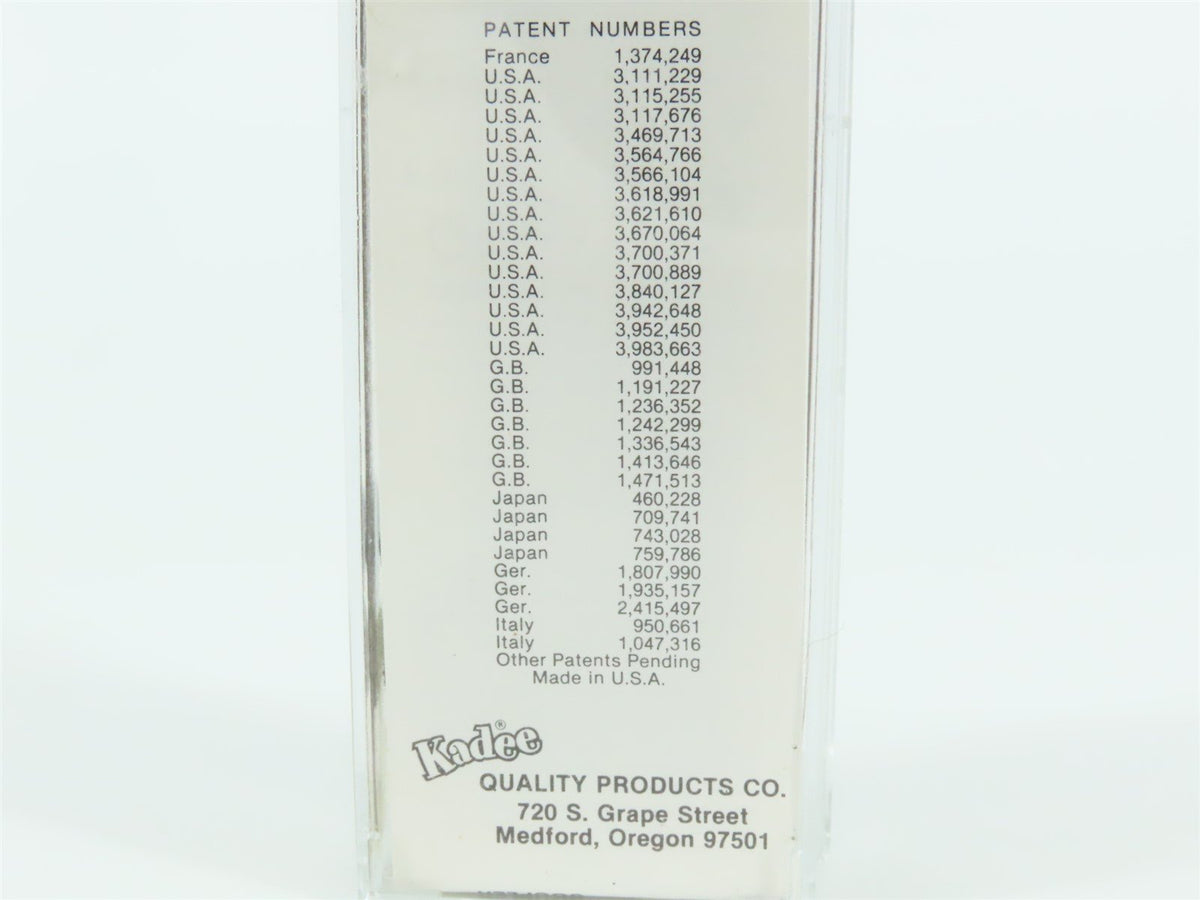 PATENT NUMBERS
France 1,374,249
U.S.A. 3,111,229
U.S.A. 3,115,255
U.S.A. 3,117,676
U.S.A. 3,469,713
U.S.A. 3,564,766
U.S.A. 3,566,104
U.S.A. 3,618,991
U.S.A. 3,621,610
U.S.A. 3,670,064
U.S.A. 3,700,371
U.S.A. 3,700,889
U.S.A. 3,840,127
U.S.A. 3,942,648
U.S.A. 3,952,450
U.S.A. 3,983,663
G.B. 991,448
G.B. 1,191,227
G.B. 1,236,352
G.B. 1,242,299
G.B. 1,336,543
G.B. 1,413,646
G.B. 1,471,513
Japan 460,228
Japan 709,741
Japan 743,028
Japan 759,786
Ger. 1,807,990
Ger. 1,935,157
Ger. 2,415,497
Italy 950,661
Italy 1,047,316
Other Patents Pending
Made in U.S.A.
Kadee®
QUALITY PRODUCTS CO.
720 S. Grape Street
Medford, Oregon 97501